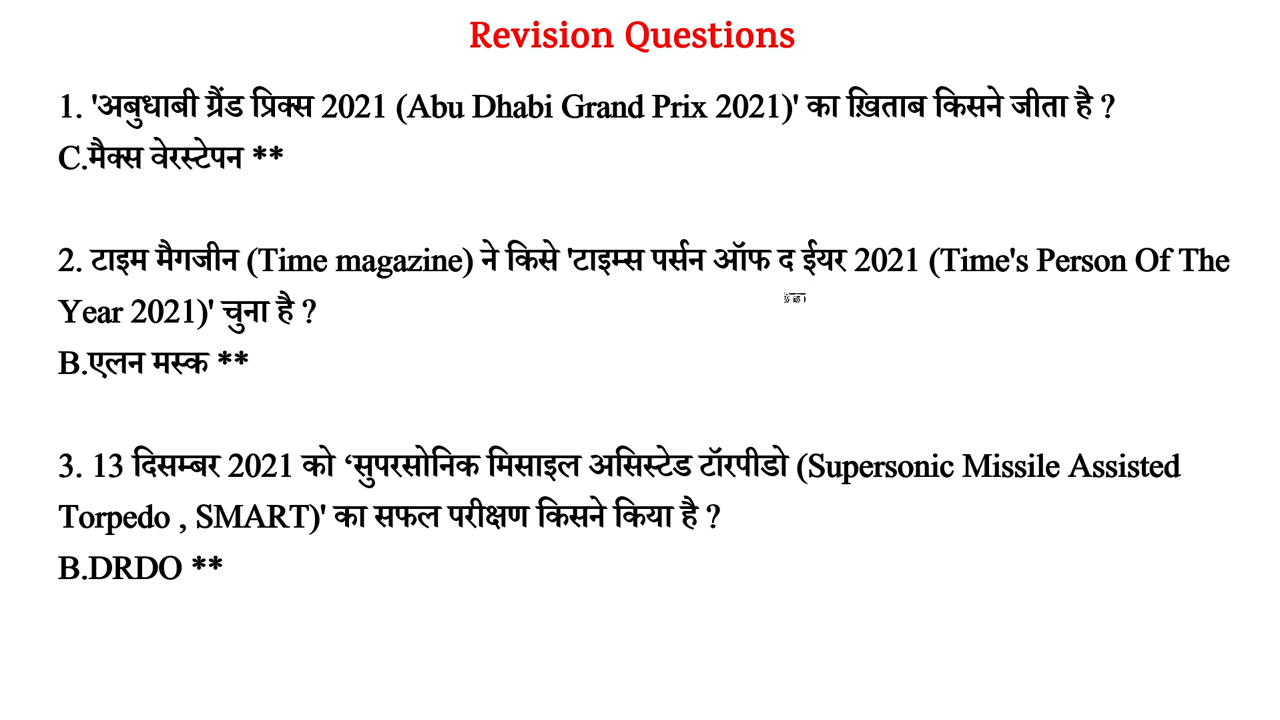 Revision Questions
1. 'अबुधाबी ग्रैंड प्रिक्स 2021 (Abu Dhabi Grand Prix 2021)' का ख़िताब किसने जीता है ?
C.मैक्स वेरस्टेपन **
2. टाइम मैगजीन (Time magazine) ने किसे 'टाइम्स पर्सन ऑफ द ईयर 2021 (Time's Person Of The
Year 2021)' चुना है ?
B.एलन मस्क **
3. 13 दिसम्बर 2021 को ‘सुपरसोनिक मिसाइल असिस्टेड टॉरपीडो (Supersonic Missile Assisted
Torpedo , SMART)' का सफल परीक्षण किसने किया है ?
B.DRDO **